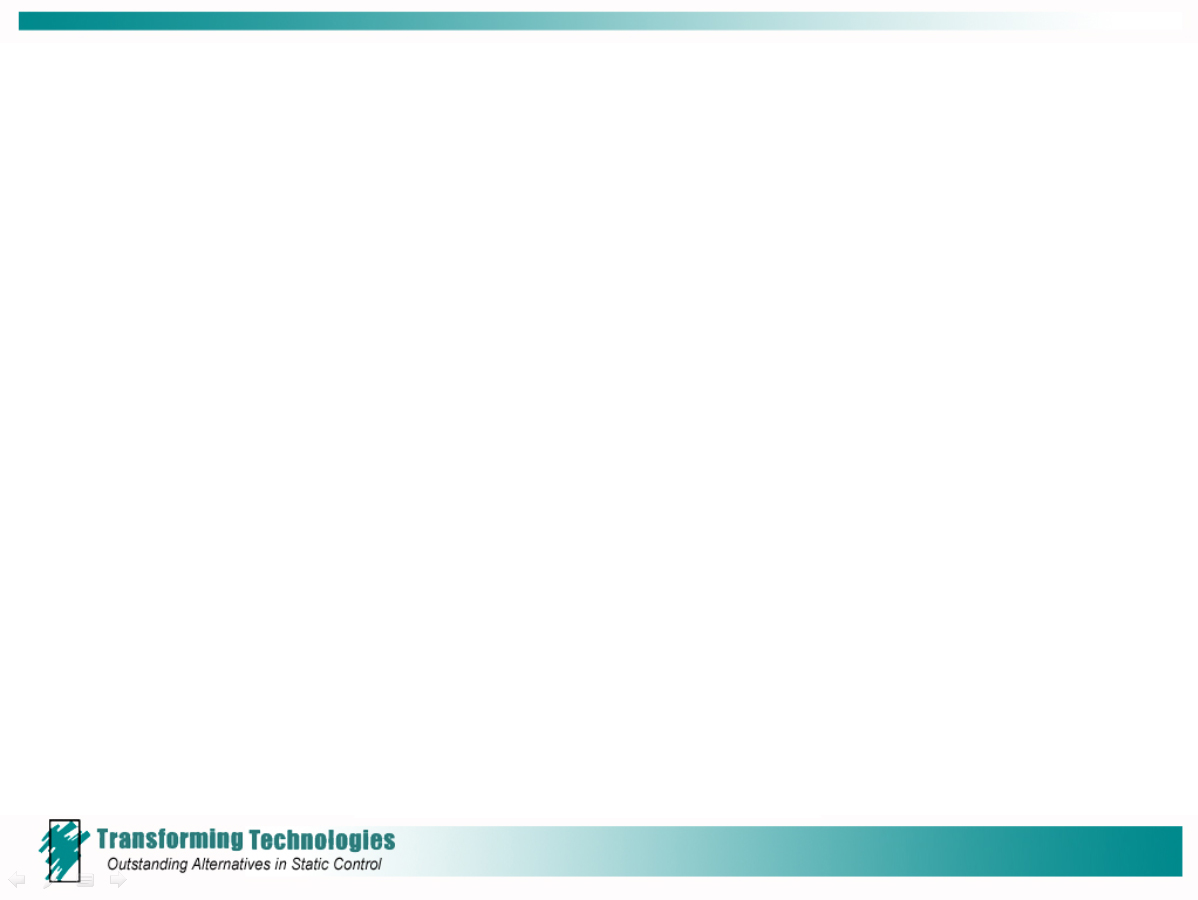 Transforming Technologies
Outstanding Alternatives in Static Control